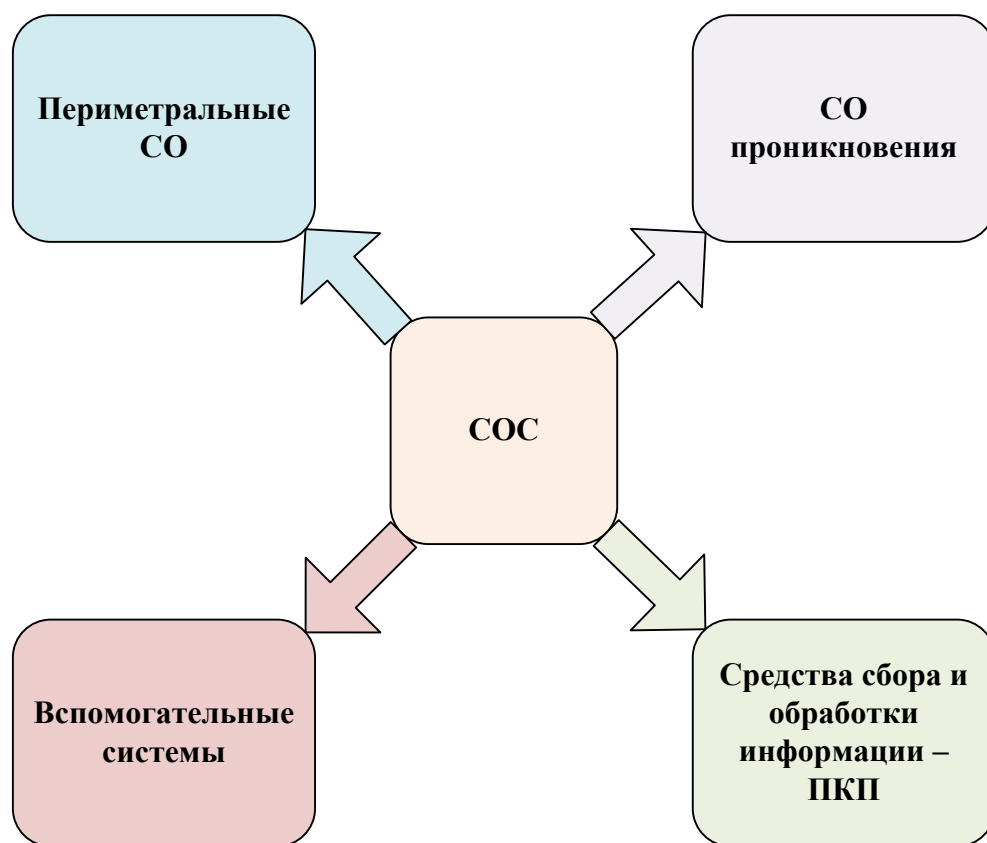 Периметральные
СО
СО
проникновения
СОС
Вспомогательные
системы
Средства сбора и
обработки
информации –
ПКП